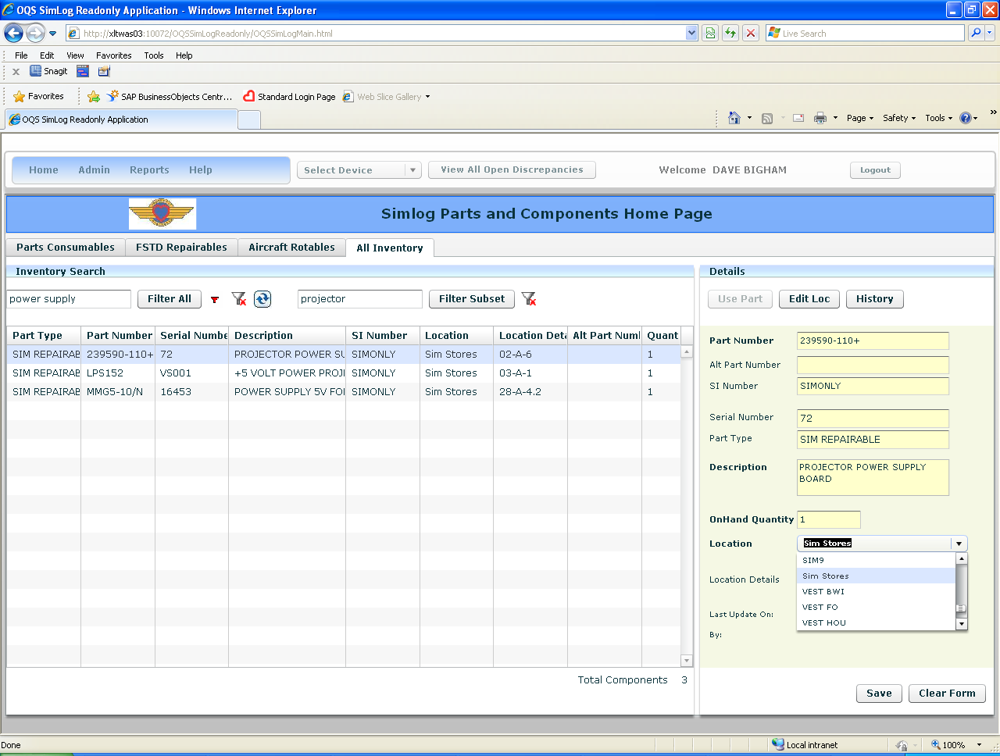 OQS SimLog Readonly Application - Windows Internet Explorer
http://xltwas03:10072/OQSSimLogReadonly/OQSSimLogMain.html
Live Search
File Edit View Favorites Tools Help
x Snagit
Favorites SAP BusinessObjects Centr... Standard Login Page Web Slice Gallery
OQS SimLog Readonly Application
Page Safety Tools »
Home Admin Reports Help Select Device View All Open Discrepancies Welcome DAVE BIGHAM Logout
Simlog Parts and Components Home Page
Parts Consumables FSTD Repairables Aircraft Rotables All Inventory
Inventory Search
power supply Filter All projector Filter Subset
Part Type Part Number Serial Numbe Description SI Number Location Location Deta Alt Part Num Quant
SIM REPAIRAB 239590-110+ 72 PROJECTOR POWER SU SIMONLY Sim Stores 02-A-6 1
SIM REPAIRAB LPS152 VS001 +5 VOLT POWER PROJ SIMONLY Sim Stores 03-A-1 1
SIM REPAIRAB MMG5-10/N 16453 POWER SUPPLY 5V FOI SIMONLY Sim Stores 28-A-4.2 1
Total Components 3
Details
Use Part Edit Loc History
Part Number 239590-110+
Alt Part Number
SI Number SIMONLY
Serial Number 72
Part Type SIM REPAIRABLE
Description PROJECTOR POWER SUPPLY
BOARD
OnHand Quantity 1
Location Sim Stores
SIM9
Sim Stores
Location Details
VEST BWI
VEST FO
Last Update On:
VEST HOU
By:
Save Clear Form
Done Local intranet 100%